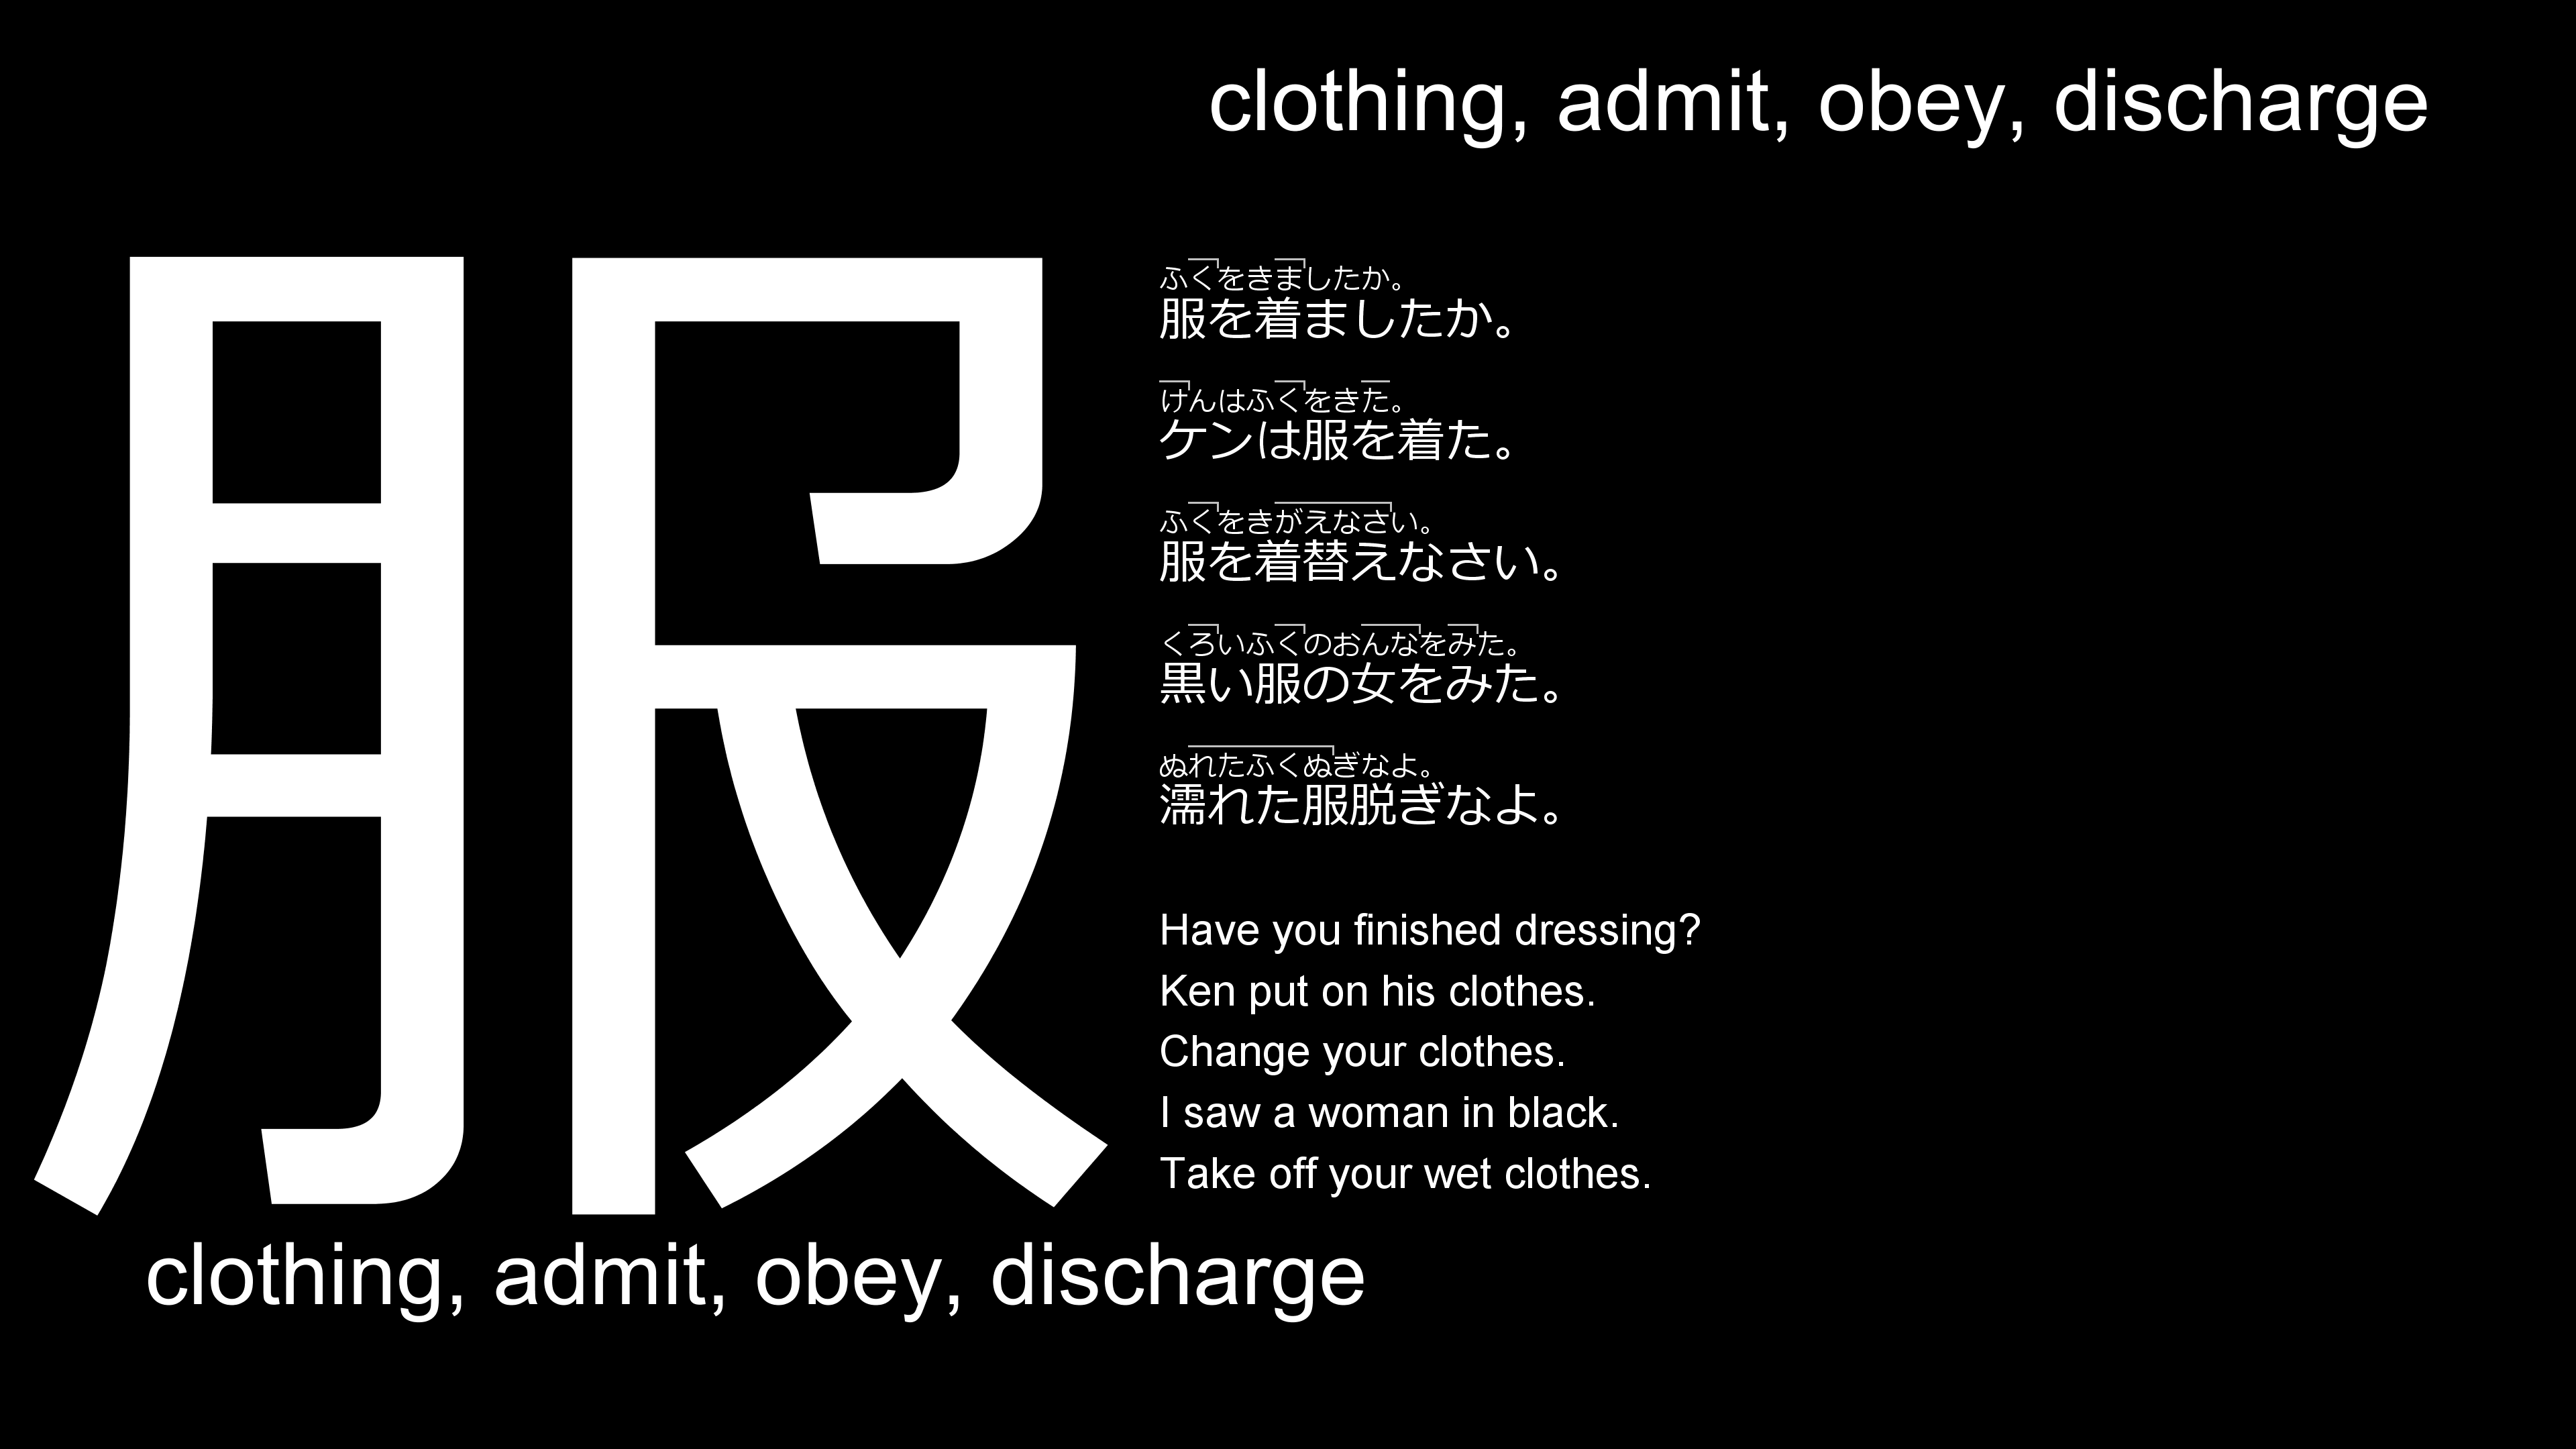 clothing, admit, obey, discharge
服
ふくをきましたか。
服を着ましたか。
けんはふくをきた。
ケンは服を着た。
ふくをきがえなさい。
服を着替えなさい。
くろいふくのおんなをみた。
黒い服の女をみた。
ぬれたふくぬぎなよ。
濡れた服脱ぎなよ。
Have you finished dressing?
Ken put on his clothes.
Change your clothes.
I saw a woman in black.
Take off your wet clothes.
clothing, admit, obey, discharge